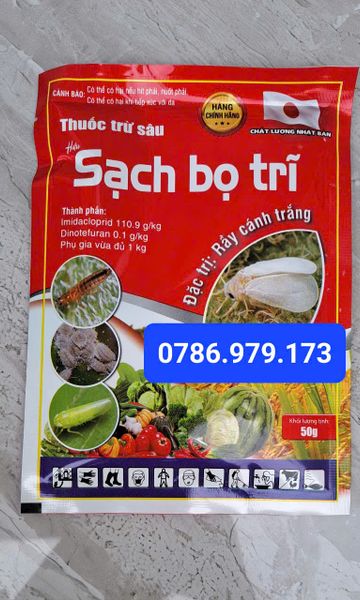 CẢNH BÁO: Có thể có hại nếu hít phải, nuốt phải
Có thể có hại khi tiếp xúc với da
HÀNG
CHÍNH HÃNG
CHẤT LƯỢNG NHẬT BẢN
Thuốc trừ sâu
Sạch bọ trĩ
Thành phần:
Imidacloprid 110.9 g/kg
Dinotefuran 0.1 g/kg
Phụ gia vừa đủ 1 kg
Đặc trị: Rầy cánh trắng
0786.979.173
Khối lượng tịnh:
50g